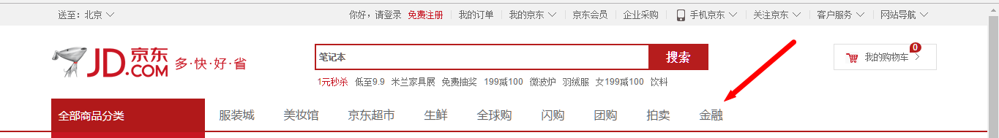 送至：北京
你好，请登录 免费注册 我的订单 我的京东 京东会员 企业采购 手机京东 关注京东 客户服务 网站导航
JD.COM 京东
多·快·好·省
笔记本
搜索
我的购物车 0
1元秒杀 低至9.9 米兰家具展 免费抽奖 199减100 微波炉 羽绒服 女199减100 饮料
全部商品分类 服装城 美妆馆 京东超市 生鲜 全球购 闪购 团购 拍卖 金融